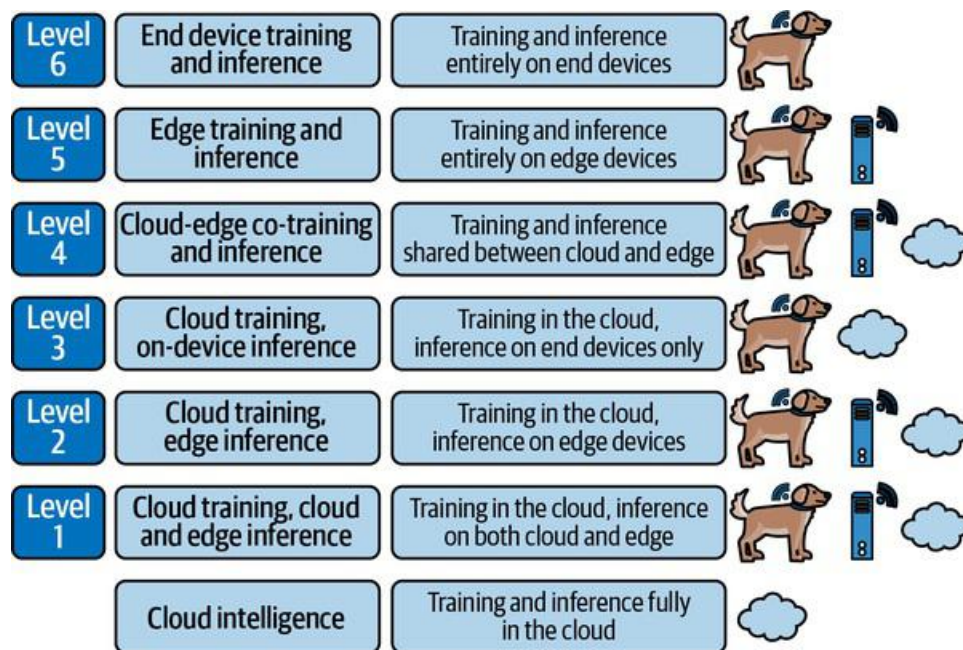 Level
6
End device training
and inference
Training and inference
entirely on end devices
Level
5
Edge training and
inference
Training and inference
entirely on edge devices
Level
4
Cloud-edge co-training
and inference
Training and inference
shared between cloud and edge
Level
3
Cloud training,
on-device inference
Training in the cloud,
inference on end devices only
Level
2
Cloud training,
edge inference
Training in the cloud,
inference on edge devices
Level
1
Cloud training, cloud
and edge inference
Training in the cloud, inference
on both cloud and edge
Cloud intelligence
Training and inference fully
in the cloud